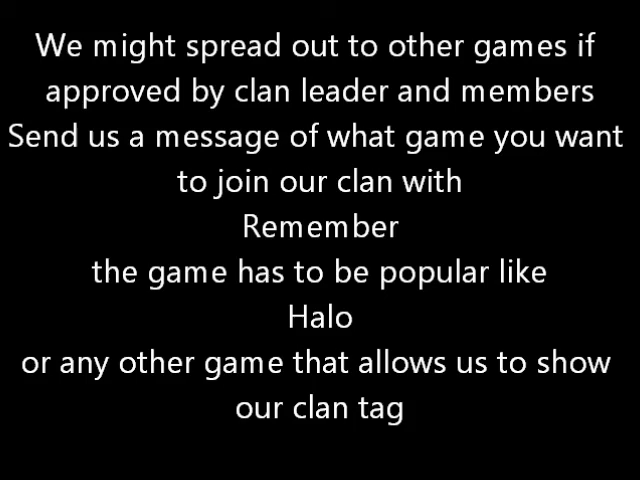 We might spread out to other games if
approved by clan leader and members
Send us a message of what game you want
to join our clan with
Remember
the game has to be popular like
Halo
or any other game that allows us to show
our clan tag